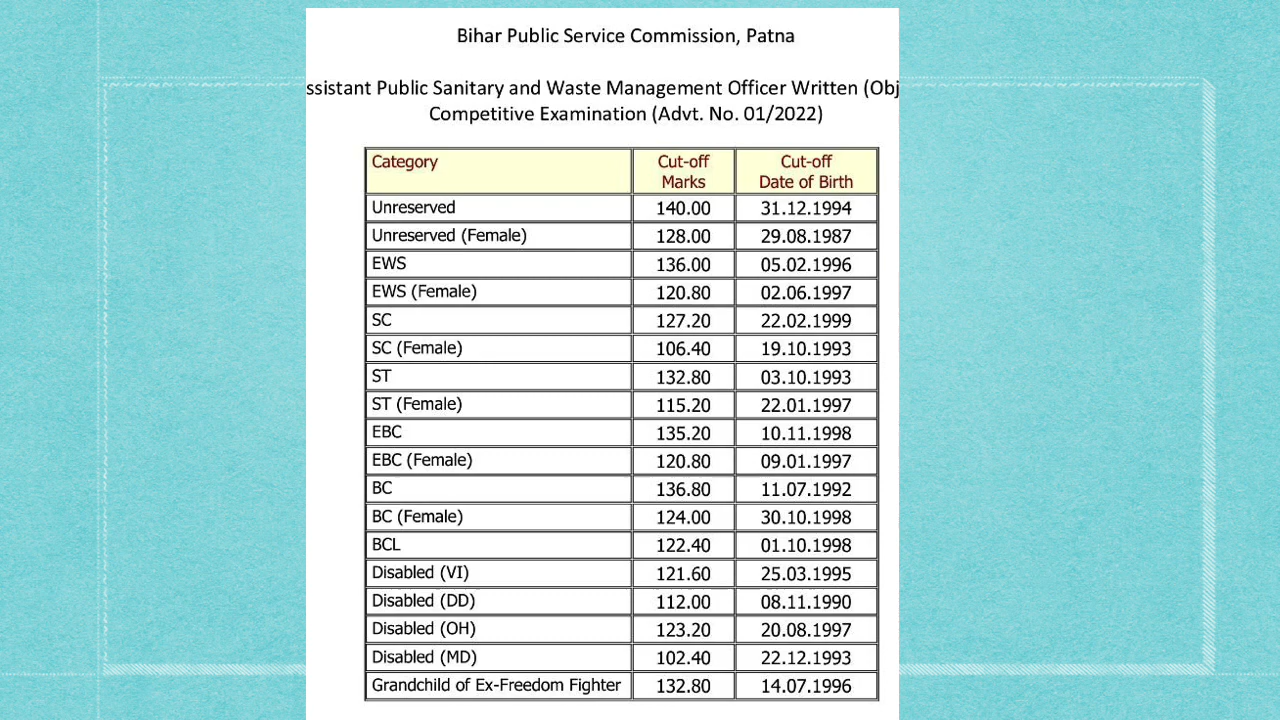 Bihar Public Service Commission, Patna
ssistant Public Sanitary and Waste Management Officer Written (Obj
Competitive Examination (Advt. No. 01/2022)
Category Cut-off Marks Cut-off Date of Birth
Unreserved 140.00 31.12.1994
Unreserved (Female) 128.00 29.08.1987
EWS 136.00 05.02.1996
EWS (Female) 120.80 02.06.1997
SC 127.20 22.02.1999
SC (Female) 106.40 19.10.1993
ST 132.80 03.10.1993
ST (Female) 115.20 22.01.1997
EBC 135.20 10.11.1998
EBC (Female) 120.80 09.01.1997
BC 136.80 11.07.1992
BC (Female) 124.00 30.10.1998
BCL 122.40 01.10.1998
Disabled (VI) 121.60 25.03.1995
Disabled (DD) 112.00 08.11.1990
Disabled (OH) 123.20 20.08.1997
Disabled (MD) 102.40 22.12.1993
Grandchild of Ex-Freedom Fighter 132.80 14.07.1996